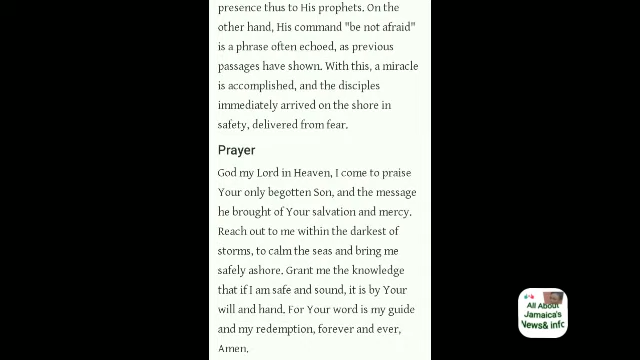 presence thus to His prophets. On the
other hand, His command "be not afraid"
is a phrase often echoed, as previous
passages have shown. With this, a miracle
is accomplished, and the disciples
immediately arrived on the shore in
safety, delivered from fear.
Prayer
God my Lord in Heaven, I come to praise
Your only begotten Son, and the message
he brought of Your salvation and mercy.
Reach out to me within the darkest of
storms, to calm the seas and bring me
safely ashore. Grant me the knowledge
that if I am safe and sound, it is by Your
will and hand. For Your word is my guide
and my redemption, forever and ever,
Amen.
All About
Jamaica's
News& info